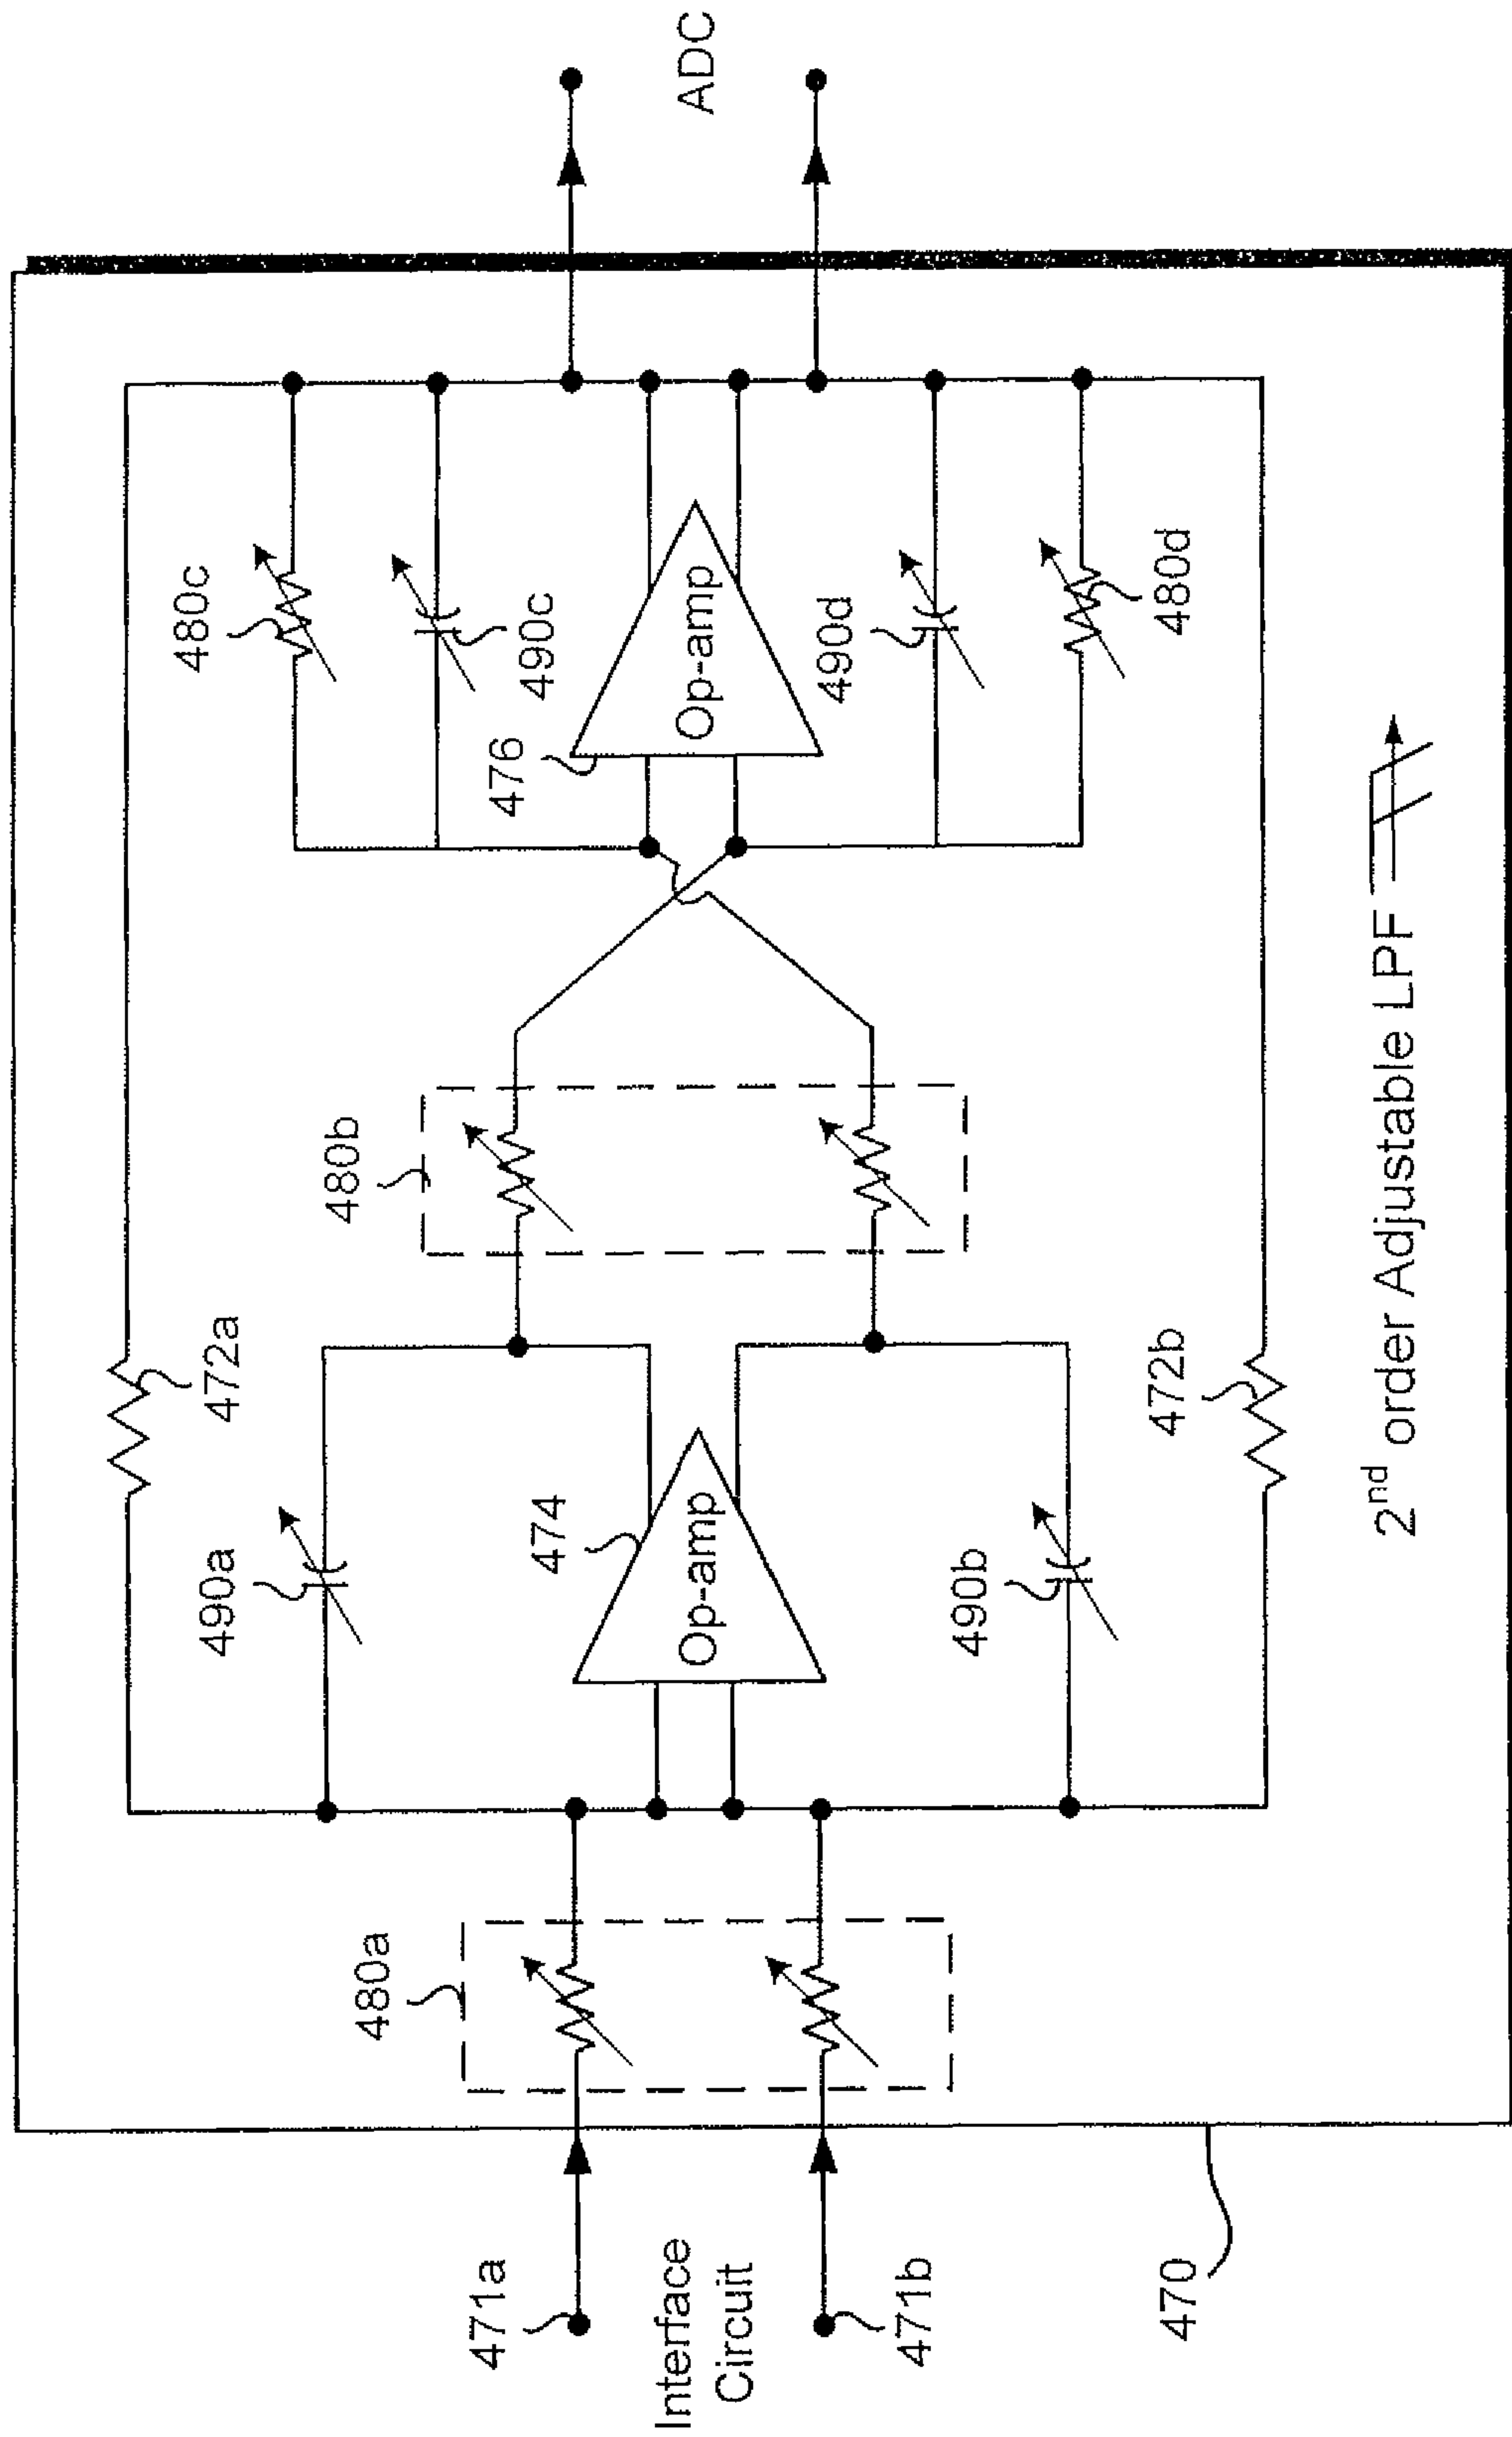 472a
480c
490a
480b
490c
480a
476
471a
474
Op-amp
Op-amp
ADC
Interface
Circuit
490d
490b
471b
480d
472b
470
2nd order Adjustable LPF